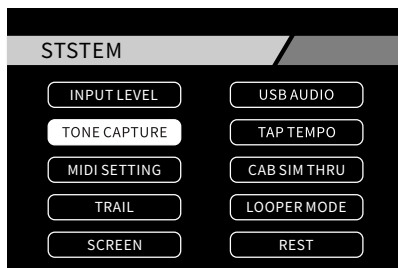 STSTEM
INPUT LEVEL
USB AUDIO
TONE CAPTURE
TAP TEMPO
MIDI SETTING
CAB SIM THRU
TRAIL
LOOPER MODE
SCREEN
REST